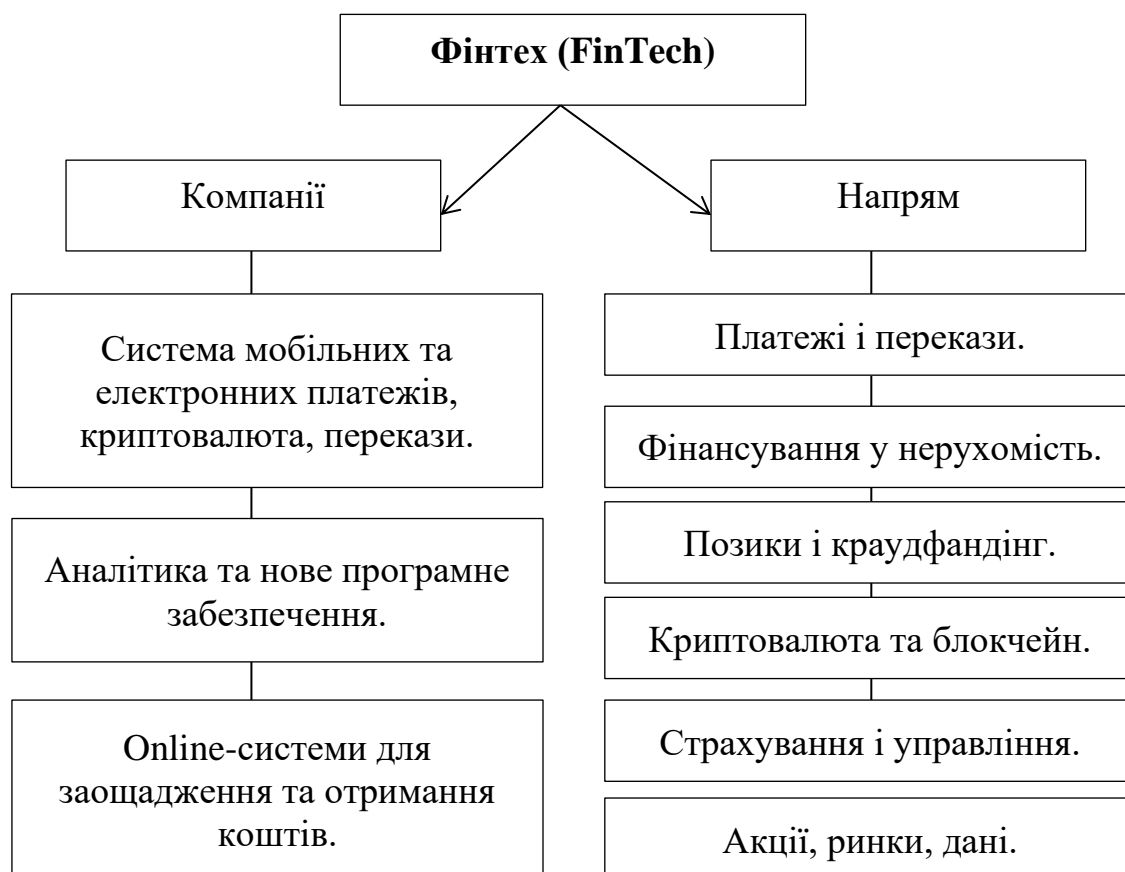 Фінтех (FinTech)
Компанії
Система мобільних та
електронних платежів,
криптовалюта, перекази.
Аналітика та нове програмне
забезпечення.
Online-системи для
заощадження та отримання
коштів.
Напрям
Платежі і перекази.
Фінансування у нерухомість.
Позики і краудфандінг.
Криптовалюта та блокчейн.
Страхування і управління.
Акції, ринки, дані.